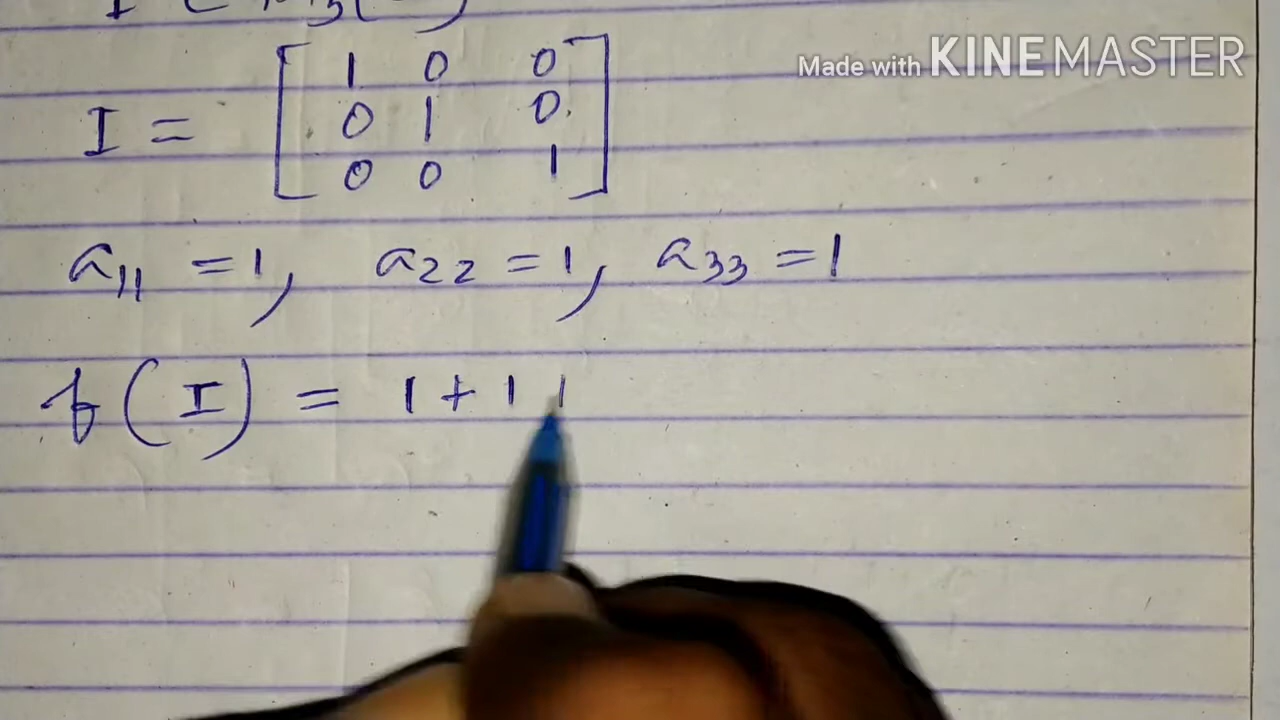 Made with KINEMASTER
I = [ 1 0 0
0 1 0
0 0 1 ]
a11 = 1, a22 = 1, a33 = 1
f(I) = 1 + 1 1